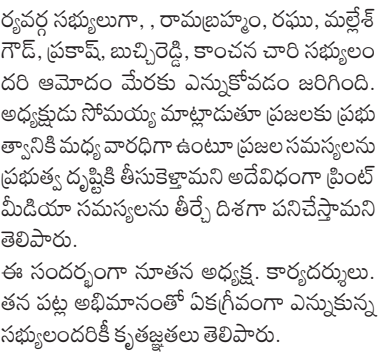 ర్యవర్గ సభ్యులుగా, , రామబ్రహ్మం, రఘు, మల్లేశ్
గౌడ్, ప్రకాష్, బుచ్చిరెడ్డి, కాంచన చారి సభ్యులం
దరి ఆమోదం మేరకు ఎన్నుకోవడం జరిగింది.
అధ్యక్షుడు సోమయ్య మాట్లాడుతూ ప్రజలకు ప్రభు
త్వానికి మధ్య వారధిగా ఉంటూ ప్రజల సమస్యలను
ప్రభుత్వ దృష్టికి తీసుకెళ్తామని అదేవిధంగా ప్రింట్
మీడియా సమస్యలను తీర్చే దిశగా పనిచేస్తామని
తెలిపారు.
ఈ సందర్భంగా నూతన అధ్యక్ష. కార్యదర్శులు.
తన పట్ల అభిమానంతో ఏకగ్రీవంగా ఎన్నుకున్న
సభ్యులందరికీ కృతజ్ఞతలు తెలిపారు.